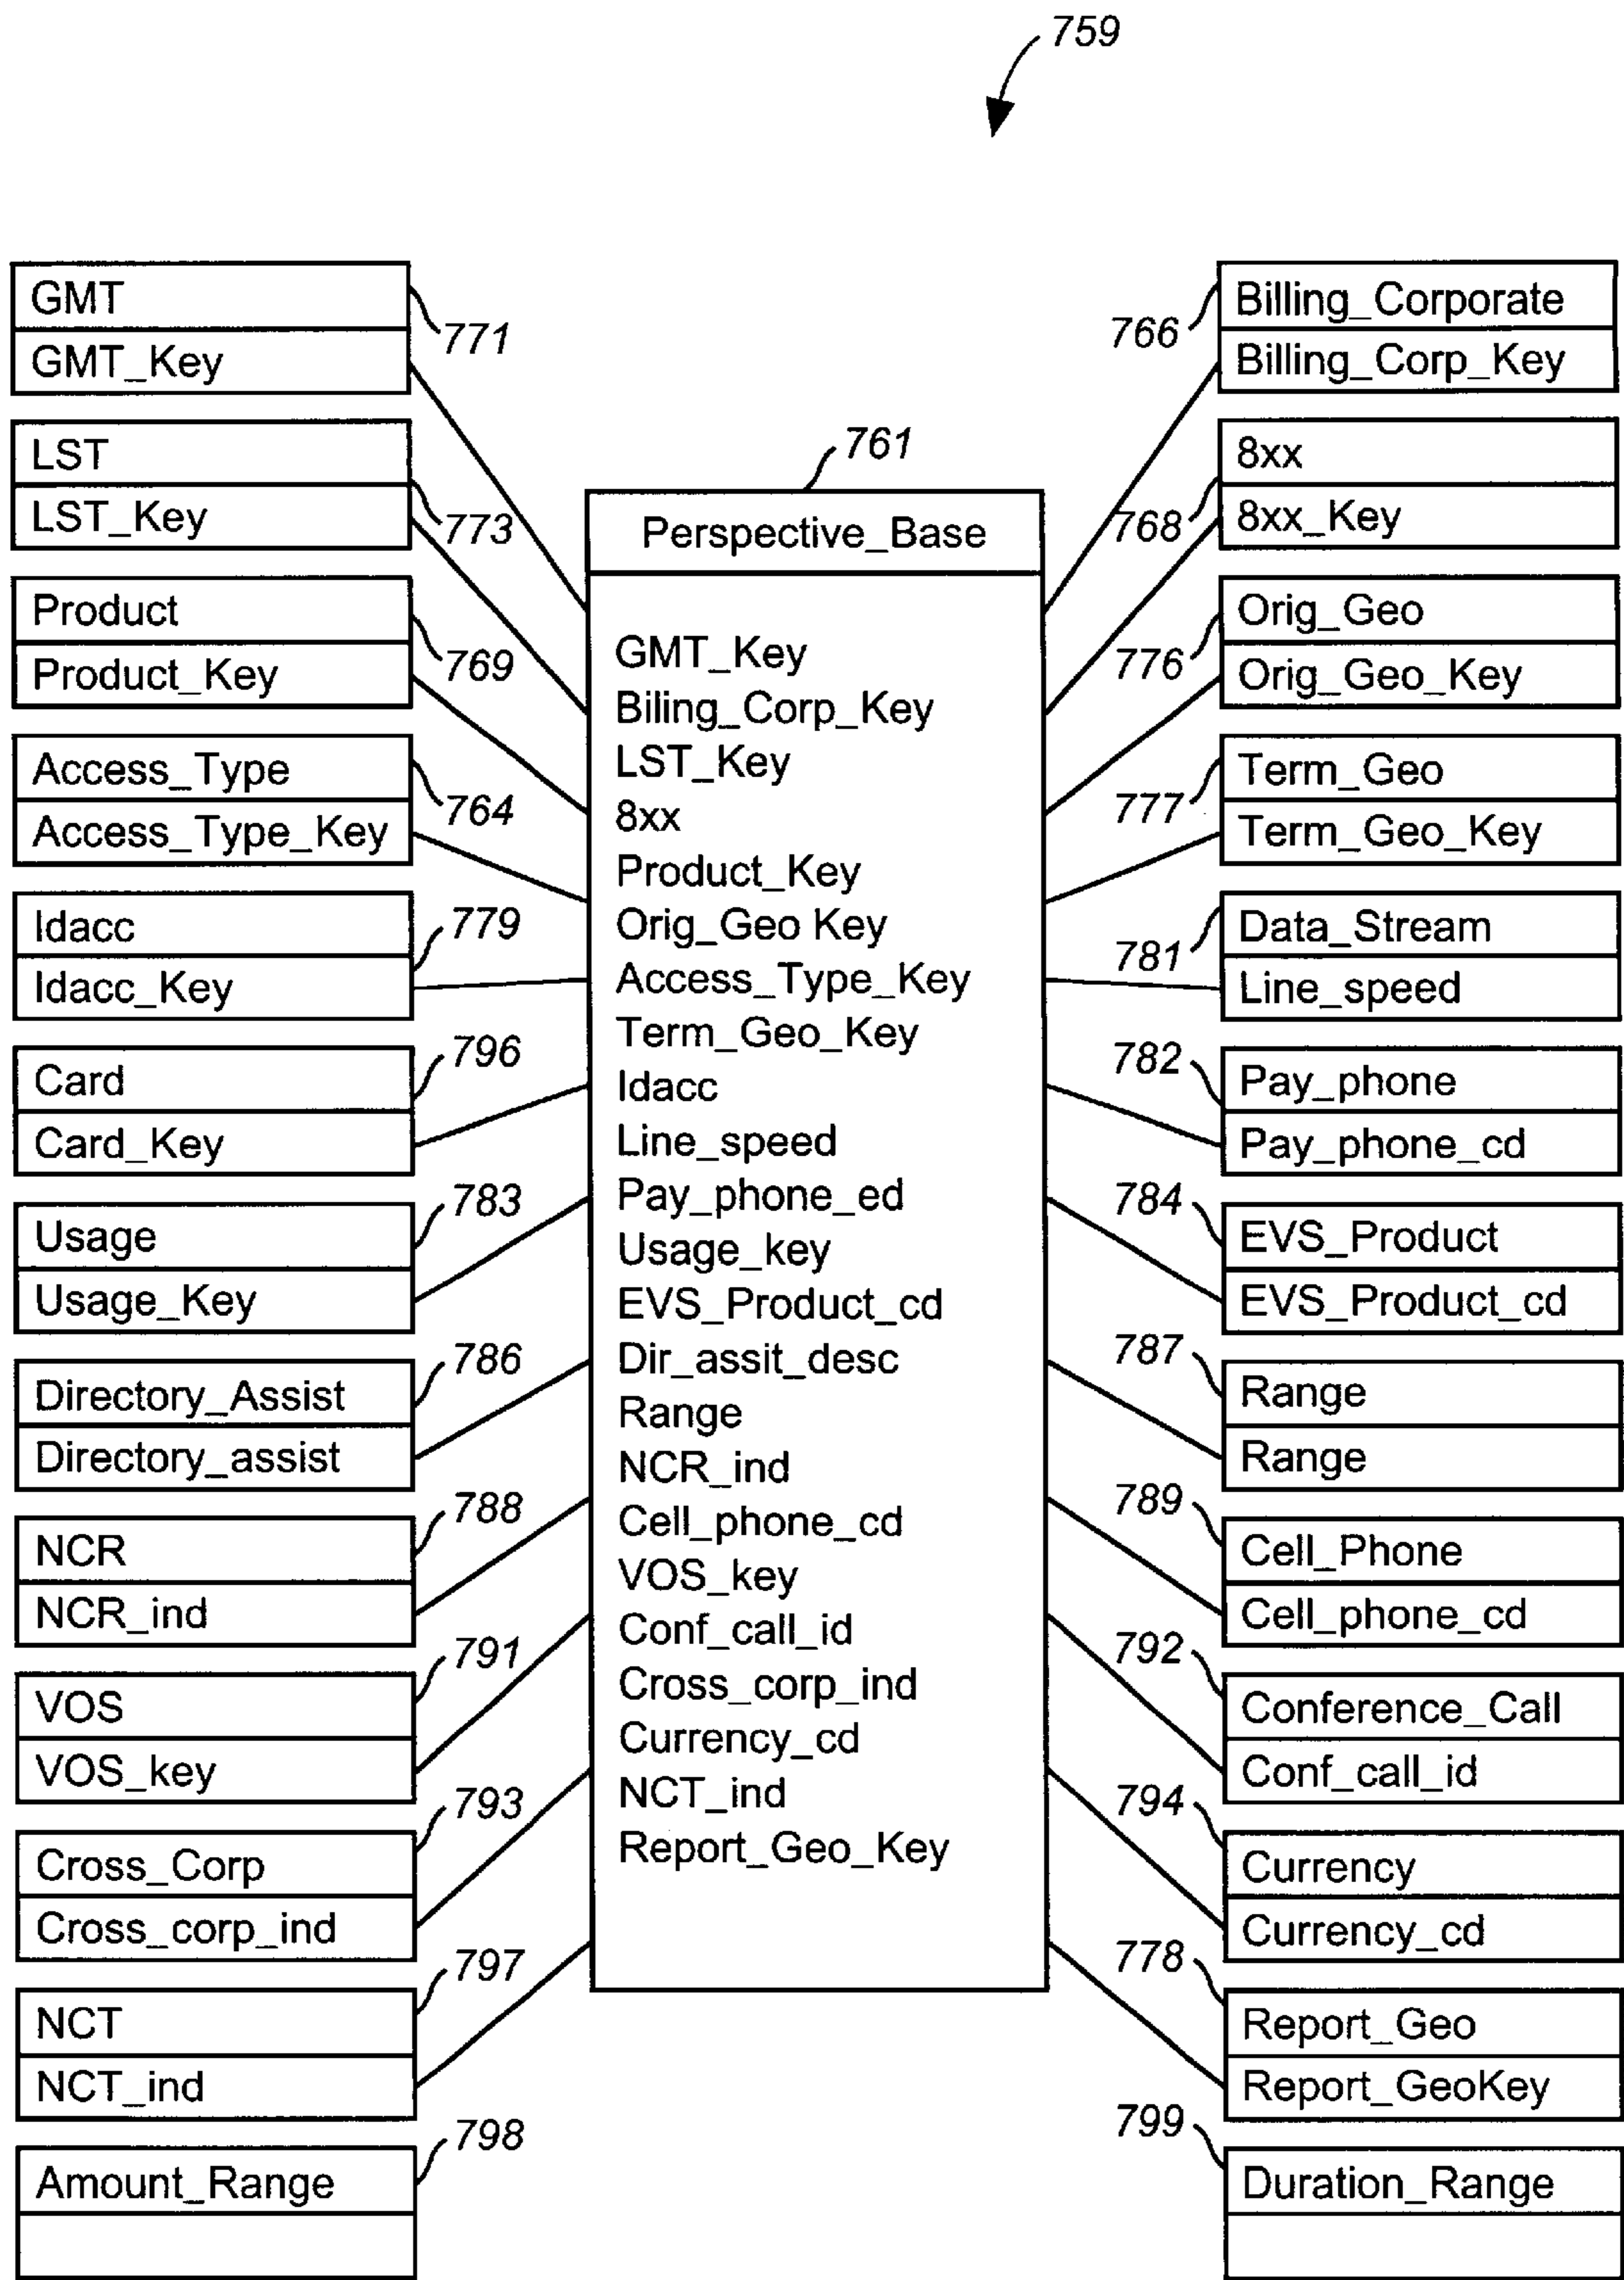 759
GMT
GMT_Key
771
LST
LST_Key
773
Product
Product_Key
769
Access_Type
Access_Type_Key
764
Idacc
Idacc_Key
779
Card
Card_Key
796
Usage
Usage_Key
783
Directory_Assist
Directory_assist
786
NCR
NCR_ind
788
VOS
VOS_key
791
Cross_Corp
Cross_corp_ind
793
NCT
NCT_ind
797
Amount_Range
798
761
Perspective_Base
GMT_Key
Biling_Corp_Key
LST_Key
8xx
Product_Key
Orig_Geo Key
Access_Type_Key
Term_Geo_Key
Idacc
Line_speed
Pay_phone_ed
Usage_key
EVS_Product_cd
Dir_assit_desc
Range
NCR_ind
Cell_phone_cd
VOS_key
Conf_call_id
Cross_corp_ind
Currency_cd
NCT_ind
Report_Geo_Key
766
Billing_Corporate
Billing_Corp_Key
768
8xx
8xx_Key
776
Orig_Geo
Orig_Geo_Key
777
Term_Geo
Term_Geo_Key
781
Data_Stream
Line_speed
782
Pay_phone
Pay_phone_cd
784
EVS_Product
EVS_Product_cd
787
Range
Range
789
Cell_Phone
Cell_phone_cd
792
Conference_Call
Conf_call_id
794
Currency
Currency_cd
778
Report_Geo
Report_GeoKey
799
Duration_Range